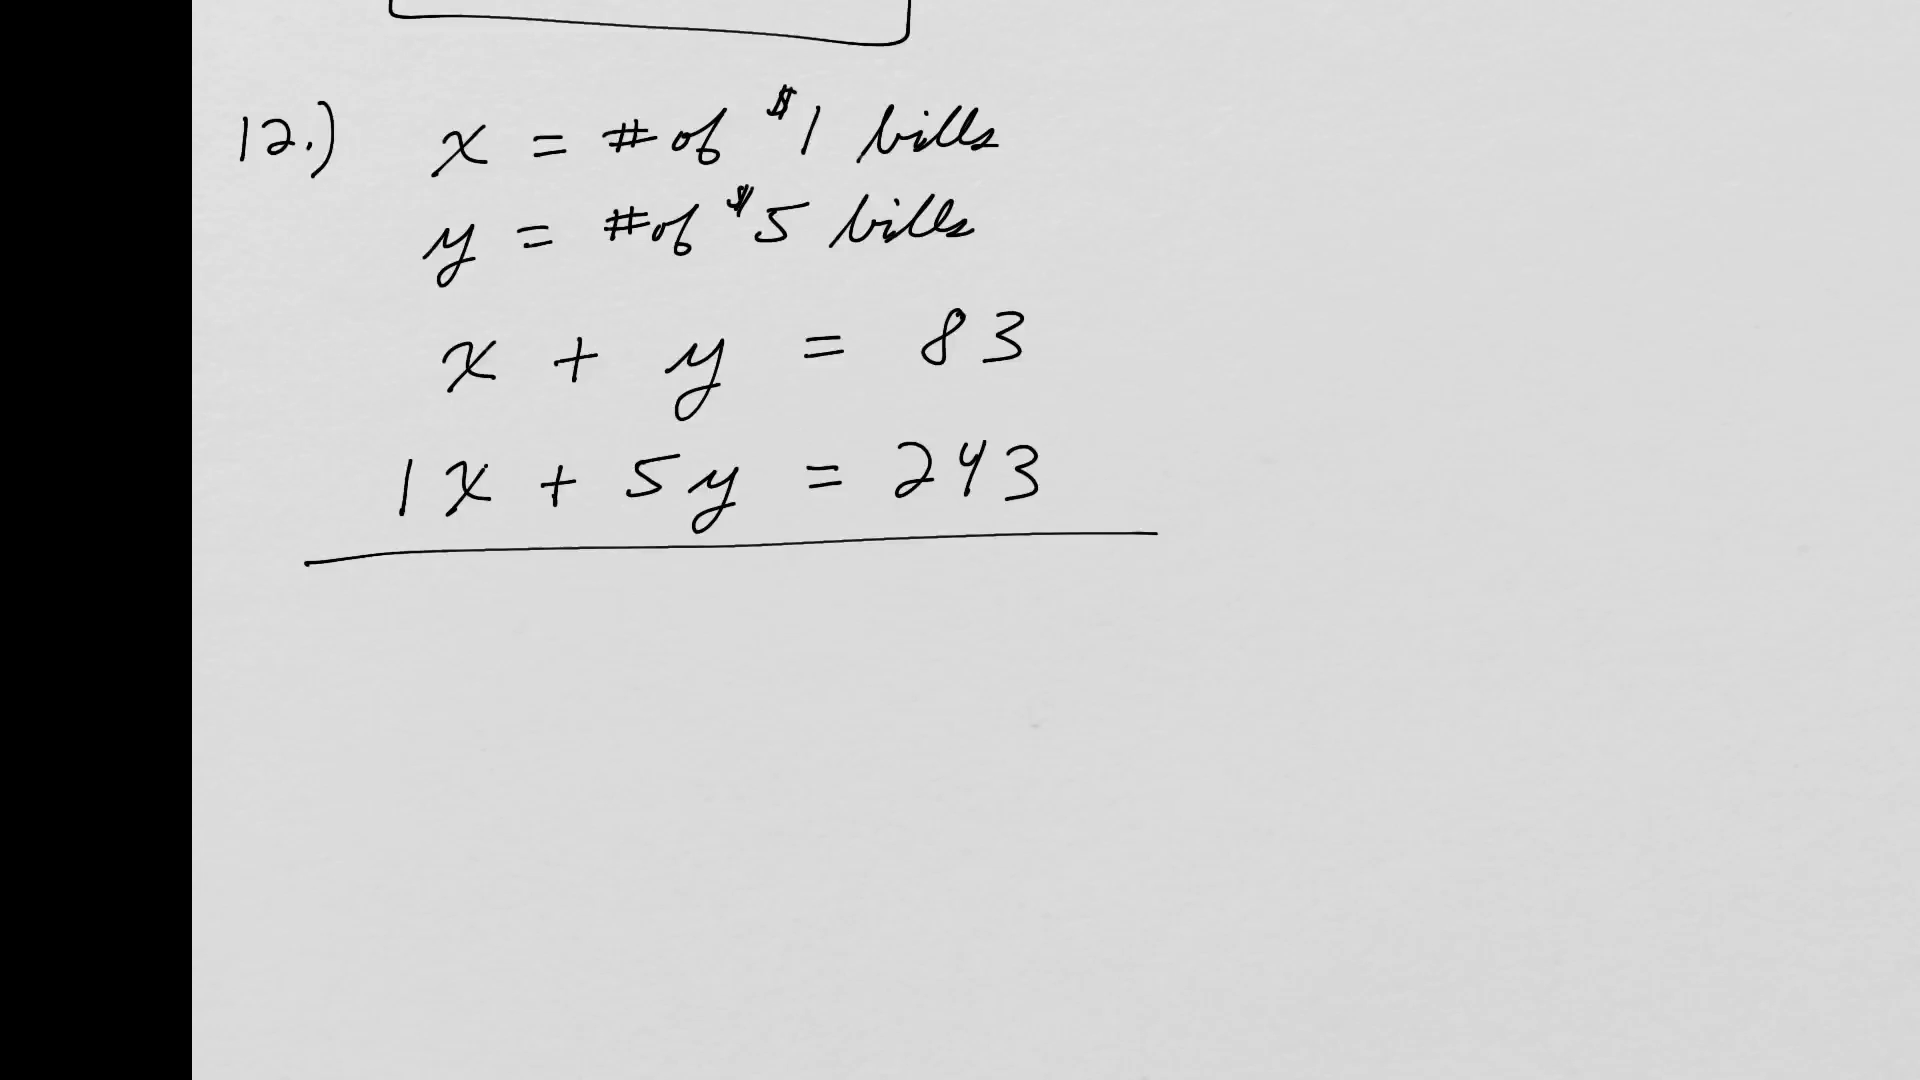 12.) x = # of $1 bills
y = # of $5 bills
x + y = 83
1x + 5y = 243